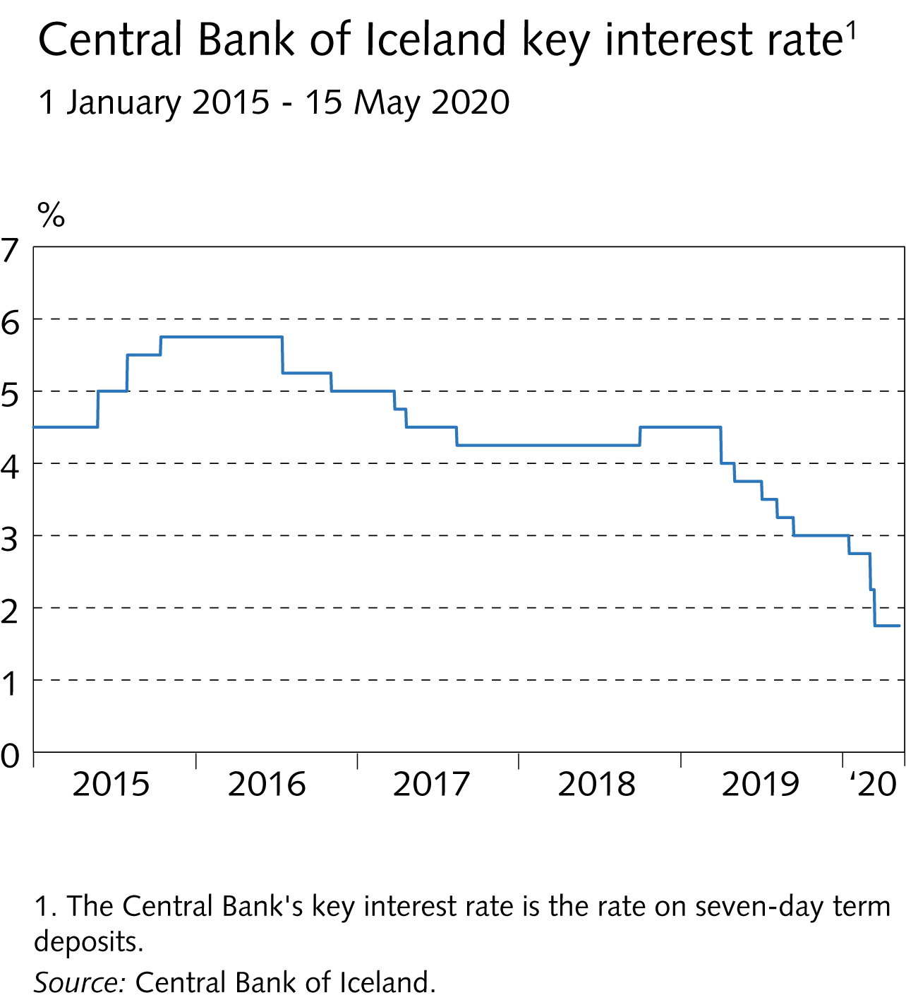 Central Bank of Iceland key interest rate¹
1 January 2015 - 15 May 2020
%
7
6
5
4
3
2
1
0
2015 2016 2017 2018 2019 ‘20
1. The Central Bank's key interest rate is the rate on seven-day term
deposits.
Source: Central Bank of Iceland.